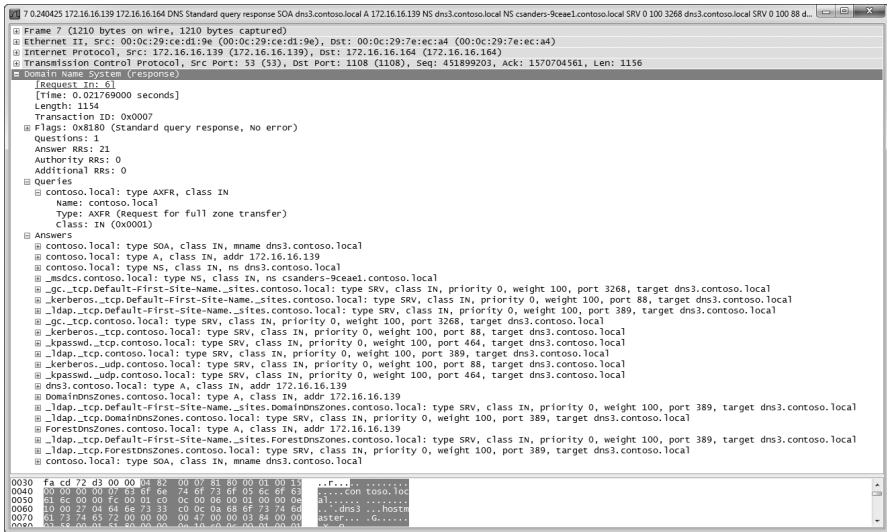 7 0.240425 172.16.16.139 172.16.16.164 DNS Standard query response SOA dns3.contoso.local A 172.16.16.139 NS dns3.contoso.local NS csanders-9ceae1.contoso.local SRV 0 100 3268 dns3.contoso.local SRV 0 100 88 d...
Frame 7 (1210 bytes on wire, 1210 bytes captured)
Ethernet II, Src: 00:0c:29:ce:d1:9e (00:0c:29:ce:d1:9e), Dst: 00:0c:29:7e:ec:a4 (00:0c:29:7e:ec:a4)
Internet Protocol, Src: 172.16.16.139 (172.16.16.139), Dst: 172.16.16.164 (172.16.16.164)
Transmission Control Protocol, Src Port: 53 (53), Dst Port: 1108 (1108), Seq: 451899203, Ack: 1570704561, Len: 1156
Domain Name System (response)
[Request In: 6]
[Time: 0.021769000 seconds]
Length: 1154
Transaction ID: 0x0007
Flags: 0x8180 (Standard query response, No error)
Questions: 1
Answer RRs: 21
Authority RRs: 0
Additional RRs: 0
Queries
contoso.local: type AXFR, class IN
Name: contoso.local
Type: AXFR (Request for full zone transfer)
Class: IN (0x0001)
Answers
contoso.local: type SOA, class IN, mname dns3.contoso.local
contoso.local: type A, class IN, addr 172.16.16.139
contoso.local: type NS, class IN, ns dns3.contoso.local
_msdcs.contoso.local: type NS, class IN, ns csanders-9ceae1.contoso.local
_gc._tcp.Default-First-Site-Name._sites.contoso.local: type SRV, class IN, priority 0, weight 100, port 3268, target dns3.contoso.local
_kerberos._tcp.Default-First-Site-Name._sites.contoso.local: type SRV, class IN, priority 0, weight 100, port 88, target dns3.contoso.local
_ldap._tcp.Default-First-Site-Name._sites.contoso.local: type SRV, class IN, priority 0, weight 100, port 389, target dns3.contoso.local
_gc._tcp.contoso.local: type SRV, class IN, priority 0, weight 100, port 3268, target dns3.contoso.local
_kerberos._tcp.contoso.local: type SRV, class IN, priority 0, weight 100, port 88, target dns3.contoso.local
_kpasswd._tcp.contoso.local: type SRV, class IN, priority 0, weight 100, port 464, target dns3.contoso.local
_ldap._tcp.contoso.local: type SRV, class IN, priority 0, weight 100, port 389, target dns3.contoso.local
_kerberos._udp.contoso.local: type SRV, class IN, priority 0, weight 100, port 88, target dns3.contoso.local
_kpasswd._udp.contoso.local: type SRV, class IN, priority 0, weight 100, port 464, target dns3.contoso.local
dns3.contoso.local: type A, class IN, addr 172.16.16.139
DomainDnsZones.contoso.local: type A, class IN, addr 172.16.16.139
_ldap._tcp.Default-First-Site-Name._sites.DomainDnsZones.contoso.local: type SRV, class IN, priority 0, weight 100, port 389, target dns3.contoso.local
_ldap._tcp.DomainDnsZones.contoso.local: type SRV, class IN, priority 0, weight 100, port 389, target dns3.contoso.local
ForestDnsZones.contoso.local: type A, class IN, addr 172.16.16.139
_ldap._tcp.Default-First-Site-Name._sites.ForestDnsZones.contoso.local: type SRV, class IN, priority 0, weight 100, port 389, target dns3.contoso.local
_ldap._tcp.ForestDnsZones.contoso.local: type SRV, class IN, priority 0, weight 100, port 389, target dns3.contoso.local
contoso.local: type SOA, class IN, mname dns3.contoso.local
0030 fa cd 72 d3 00 00 04 82 00 07 81 80 00 01 00 15 ..r..... ........
0040 00 00 00 00 07 63 6f 6e 74 6f 73 6f 05 6c 6f 63 .....con toso.loc
0050 61 6c 00 00 fc 00 01 c0 0c 00 06 00 01 00 00 0e al...... ........
0060 10 00 27 04 64 6e 73 33 c0 0c 0a 68 6f 73 74 6d ..'.dns3 ...hostm
0070 61 73 74 65 72 00 00 00 00 47 00 00 03 84 00 00 aster... .G......